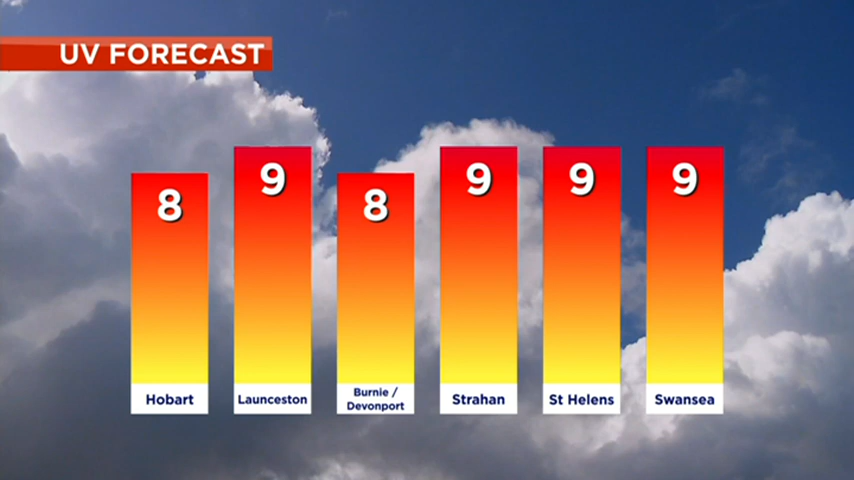 UV FORECAST
8
9
8
9
9
9
Hobart
Launceston
Burnie /
Devonport
Strahan
St Helens
Swansea